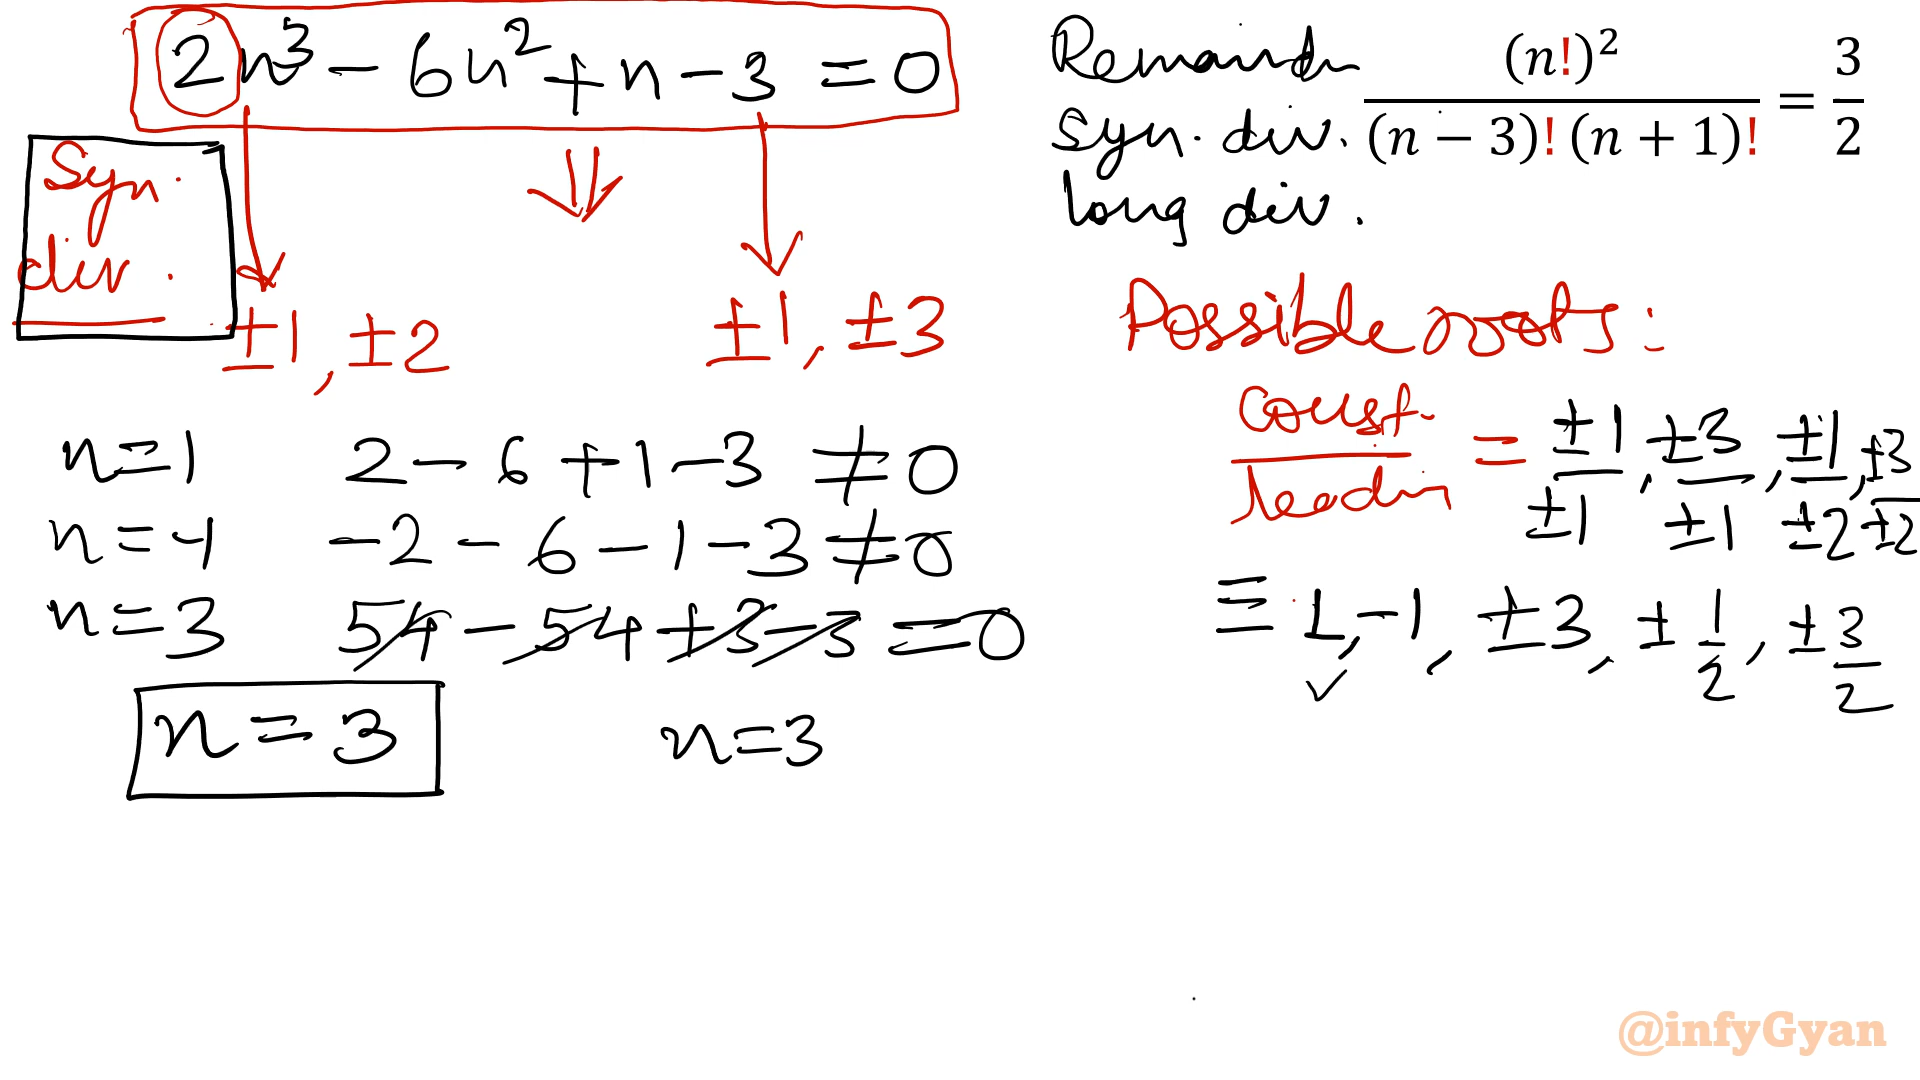 2n³ - 6n² + n - 3 = 0
Syn.
div.
±1, ±2
±1, ±3
n=1 2-6+1-3 ≠ 0
n=-1 -2-6-1-3 ≠ 0
n=3 54-54+3-3=0
n=3
n=3
syn. div.
long div.
(n!)² / (n − 3)! (n + 1)! = 3/2
Possible roots:
const. / leadin = ±1/±1, ±3/±1, ±1/±2, ±3/±2
= 1, -1, ±3, ±1/2, ±3/2
✓
@infyGyan